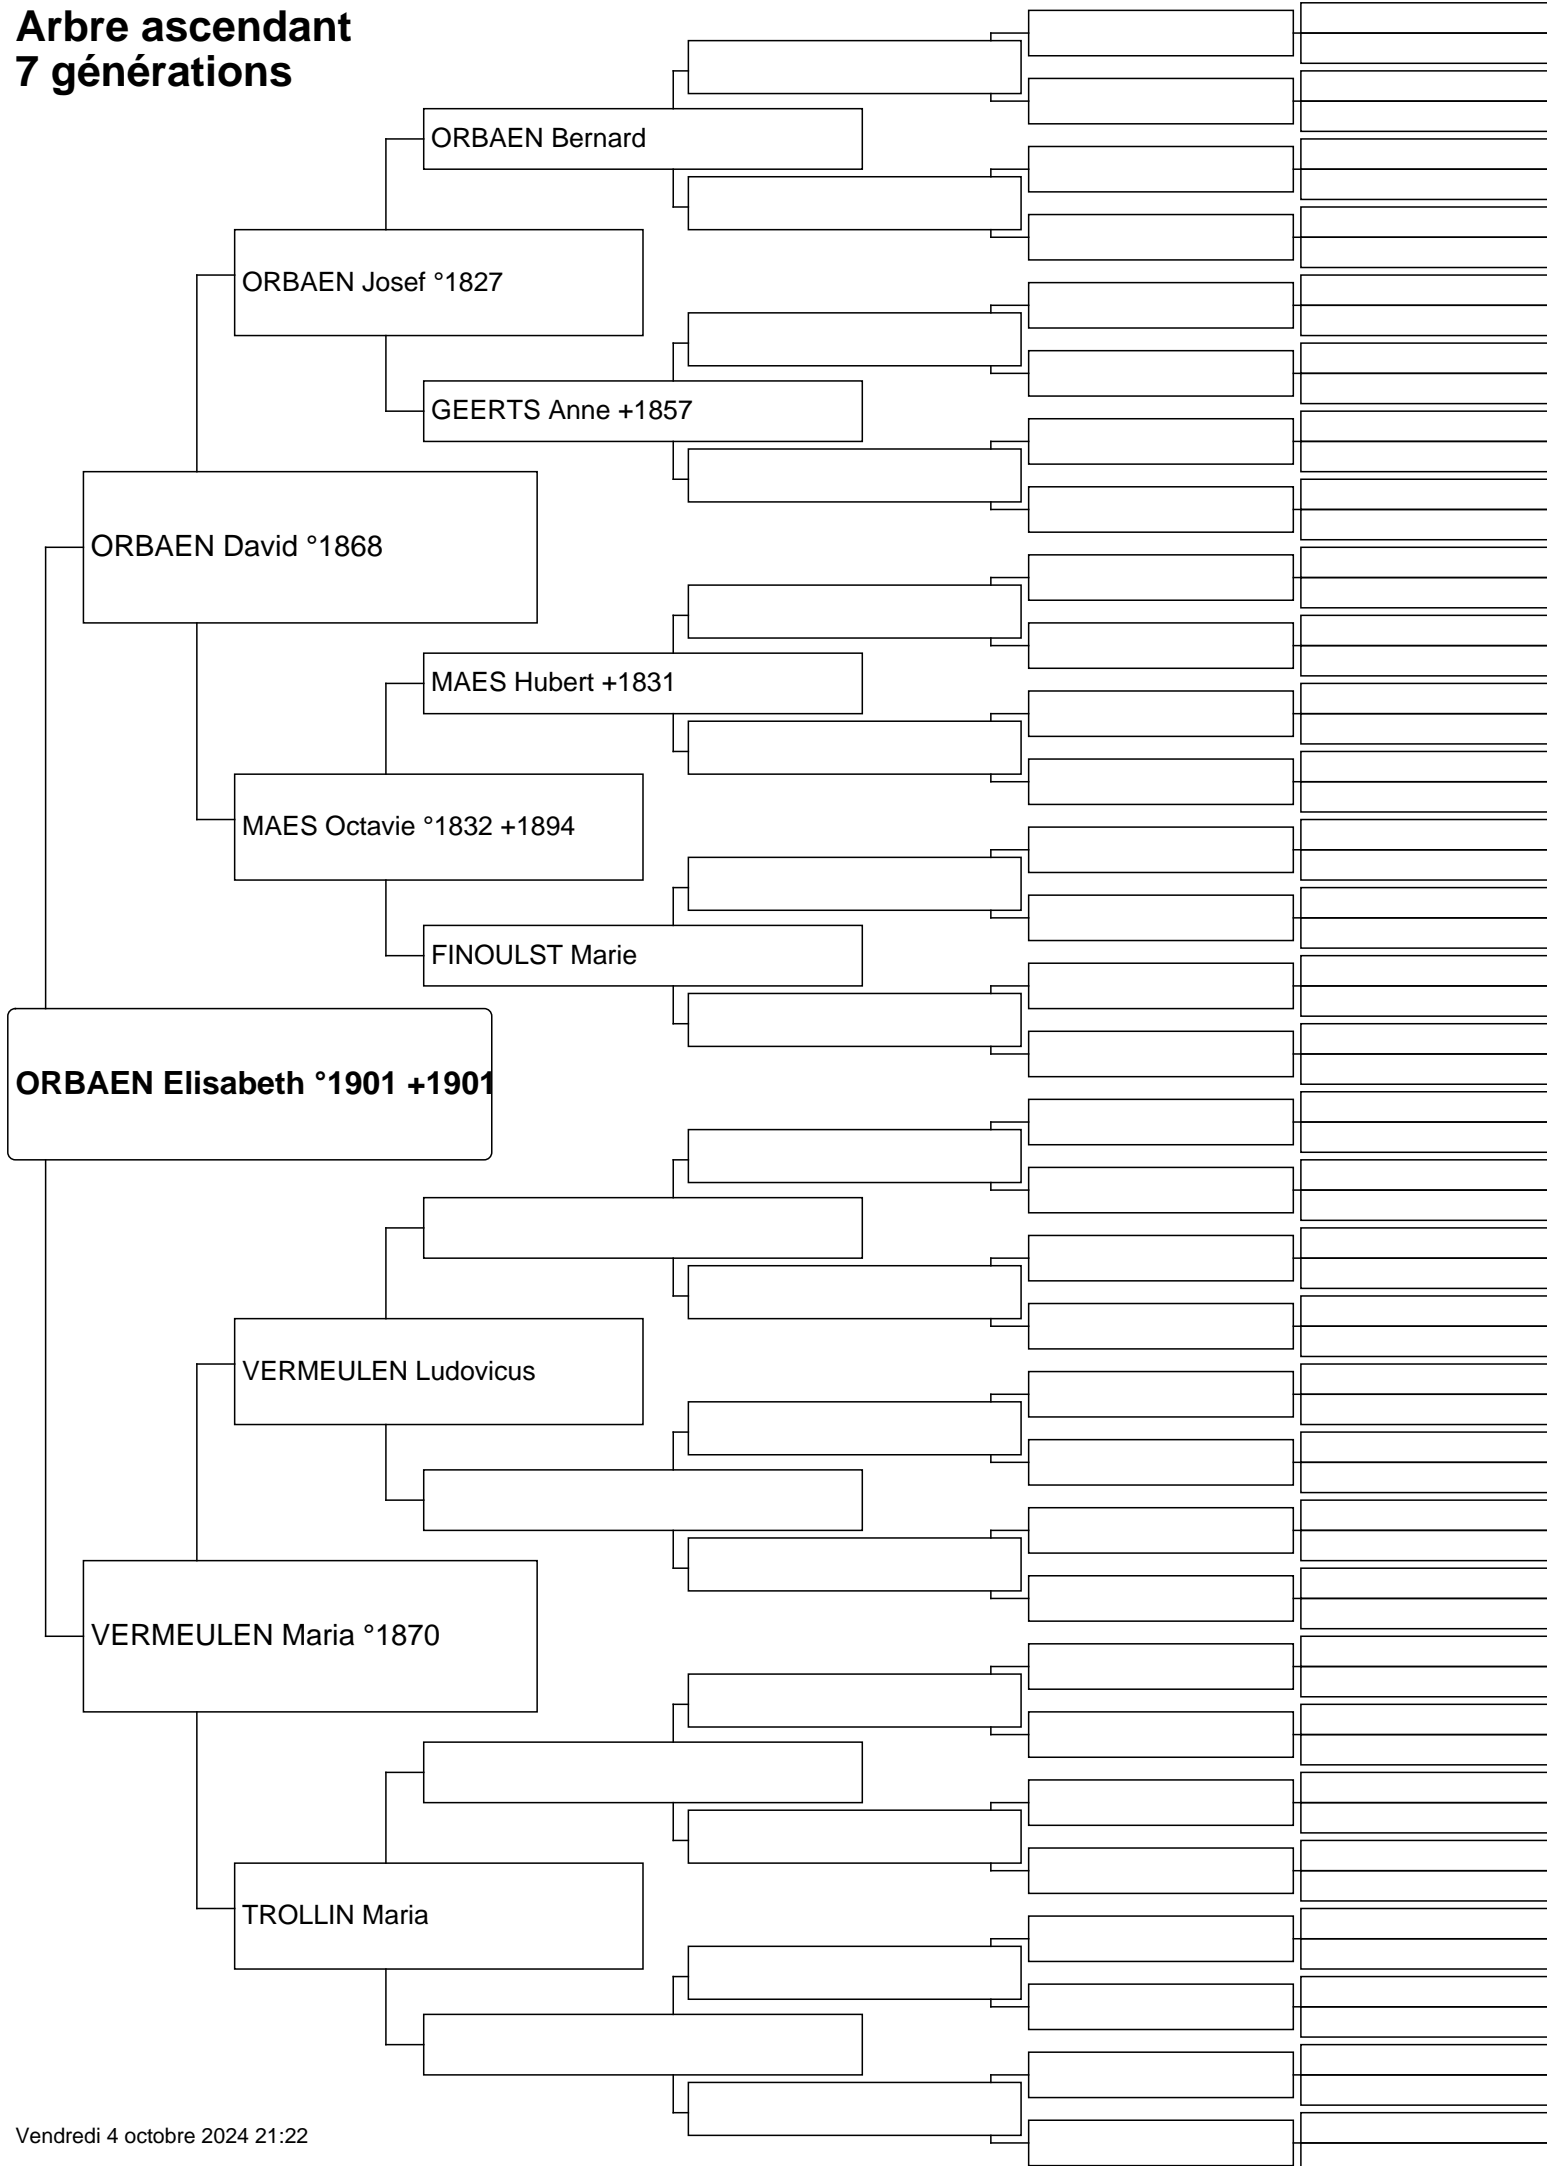 Arbre ascendant
7 générations
ORBAEN Bernard
ORBAEN Josef °1827
GEERTS Anne +1857
ORBAEN David °1868
MAES Hubert +1831
MAES Octavie °1832 +1894
FINOULST Marie
ORBAEN Elisabeth °1901 +1901
VERMEULEN Ludovicus
VERMEULEN Maria °1870
TROLLIN Maria
Vendredi 4 octobre 2024 21:22